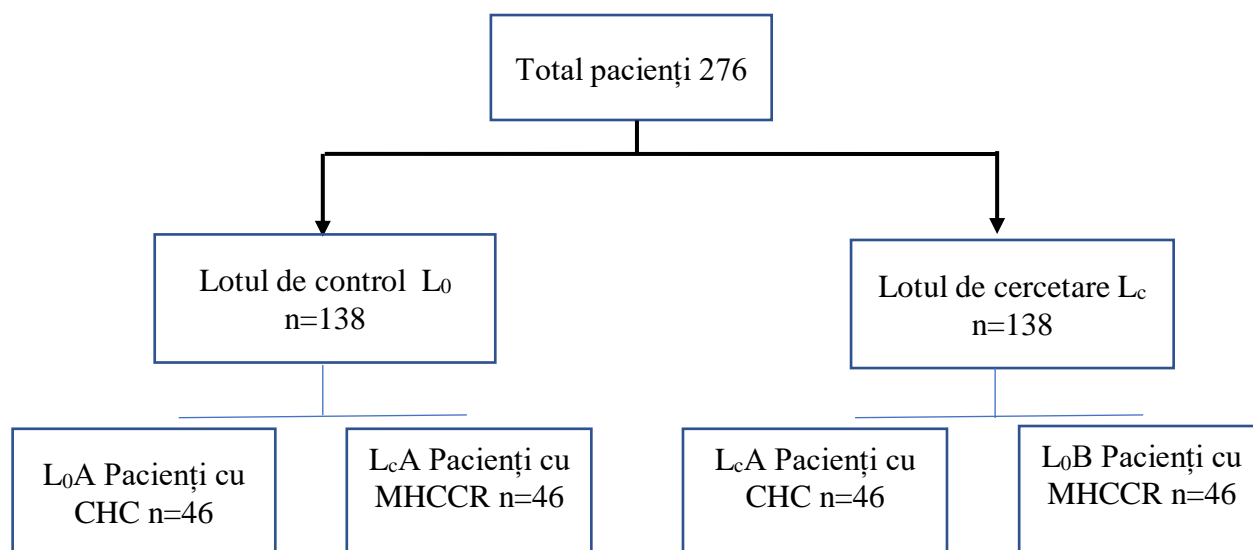 Total pacienți 276
Lotul de control L₀
n=138
Lotul de cercetare Lc
n=138
L₀A Pacienți cu
CHC n=46
LcA Pacienți cu
MHCCR n=46
LcA Pacienți cu
CHC n=46
L₀B Pacienți cu
MHCCR n=46